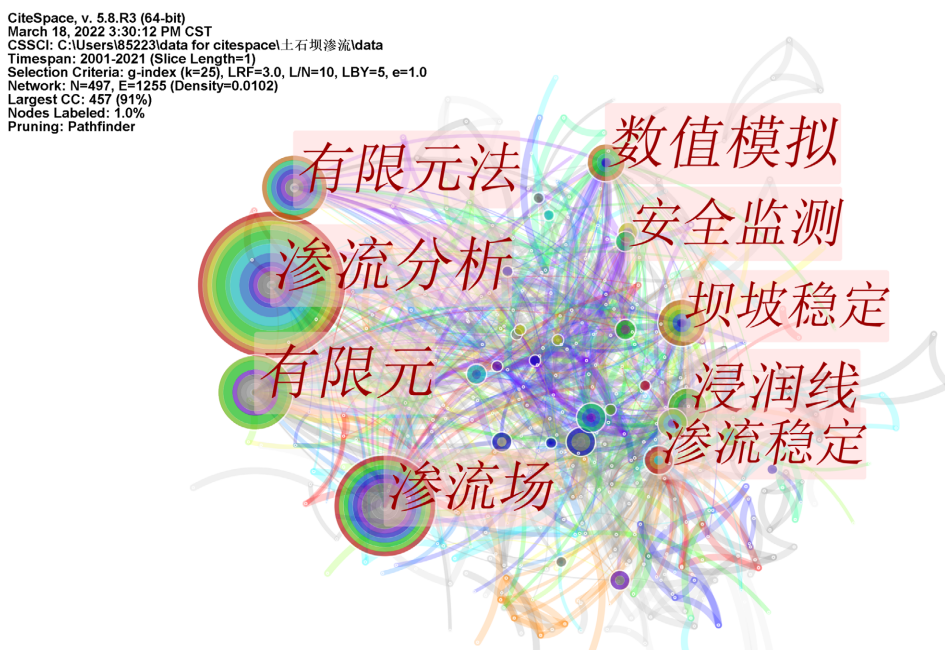 CiteSpace, v. 5.8.R3 (64-bit)
March 18, 2022 3:30:12 PM CST
CSSCI: C:\Users\85223\data for citespace\土石坝渗流\data
Timespan: 2001-2021 (Slice Length=1)
Selection Criteria: g-index (k=25), LRF=3.0, L/N=10, LBY=5, e=1.0
Network: N=497, E=1255 (Density=0.0102)
Largest CC: 457 (91%)
Nodes Labeled: 1.0%
Pruning: Pathfinder
数值模拟
有限元法
安全监测
渗流分析
坝坡稳定
有限元
浸润线
渗流稳定
渗流场